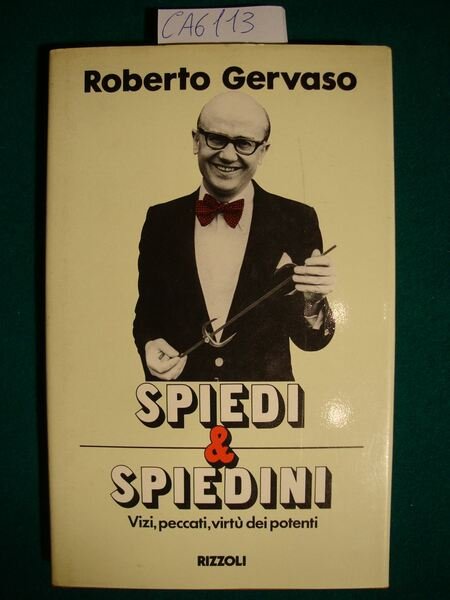 CA6113
Roberto Gervaso
SPIEDI
&
SPIEDINI
Vizi, peccati, virtù dei potenti
RIZZOLI